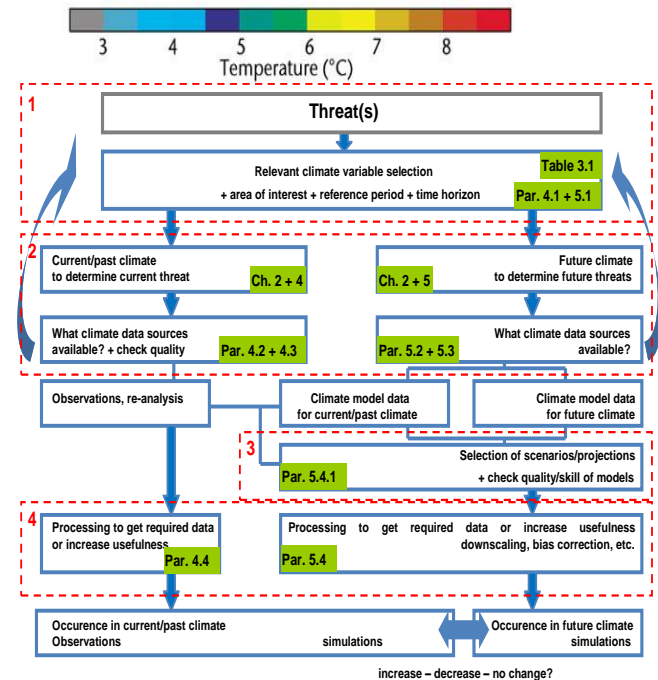 3 4 5 6 7 8
Temperature (°C)
1
Threat(s)
Relevant climate variable selection
+ area of interest + reference period + time horizon
Table 3.1
Par. 4.1 + 5.1
2
Current/past climate
to determine current threat
Ch. 2 + 4
Future climate
to determine future threats
Ch. 2 + 5
What climate data sources
available? + check quality
Par. 4.2 + 4.3
What climate data sources
available?
Par. 5.2 + 5.3
Observations, re-analysis
Climate model data
for current/past climate
Climate model data
for future climate
3
Selection of scenarios/projections
+ check quality/skill of models
Par. 5.4.1
4
Processing to get required data
or increase usefulness
Par. 4.4
Processing to get required data or increase usefulness
downscaling, bias correction, etc.
Par. 5.4
Occurence in current/past climate
Observations simulations
Occurence in future climate
simulations
increase – decrease – no change?